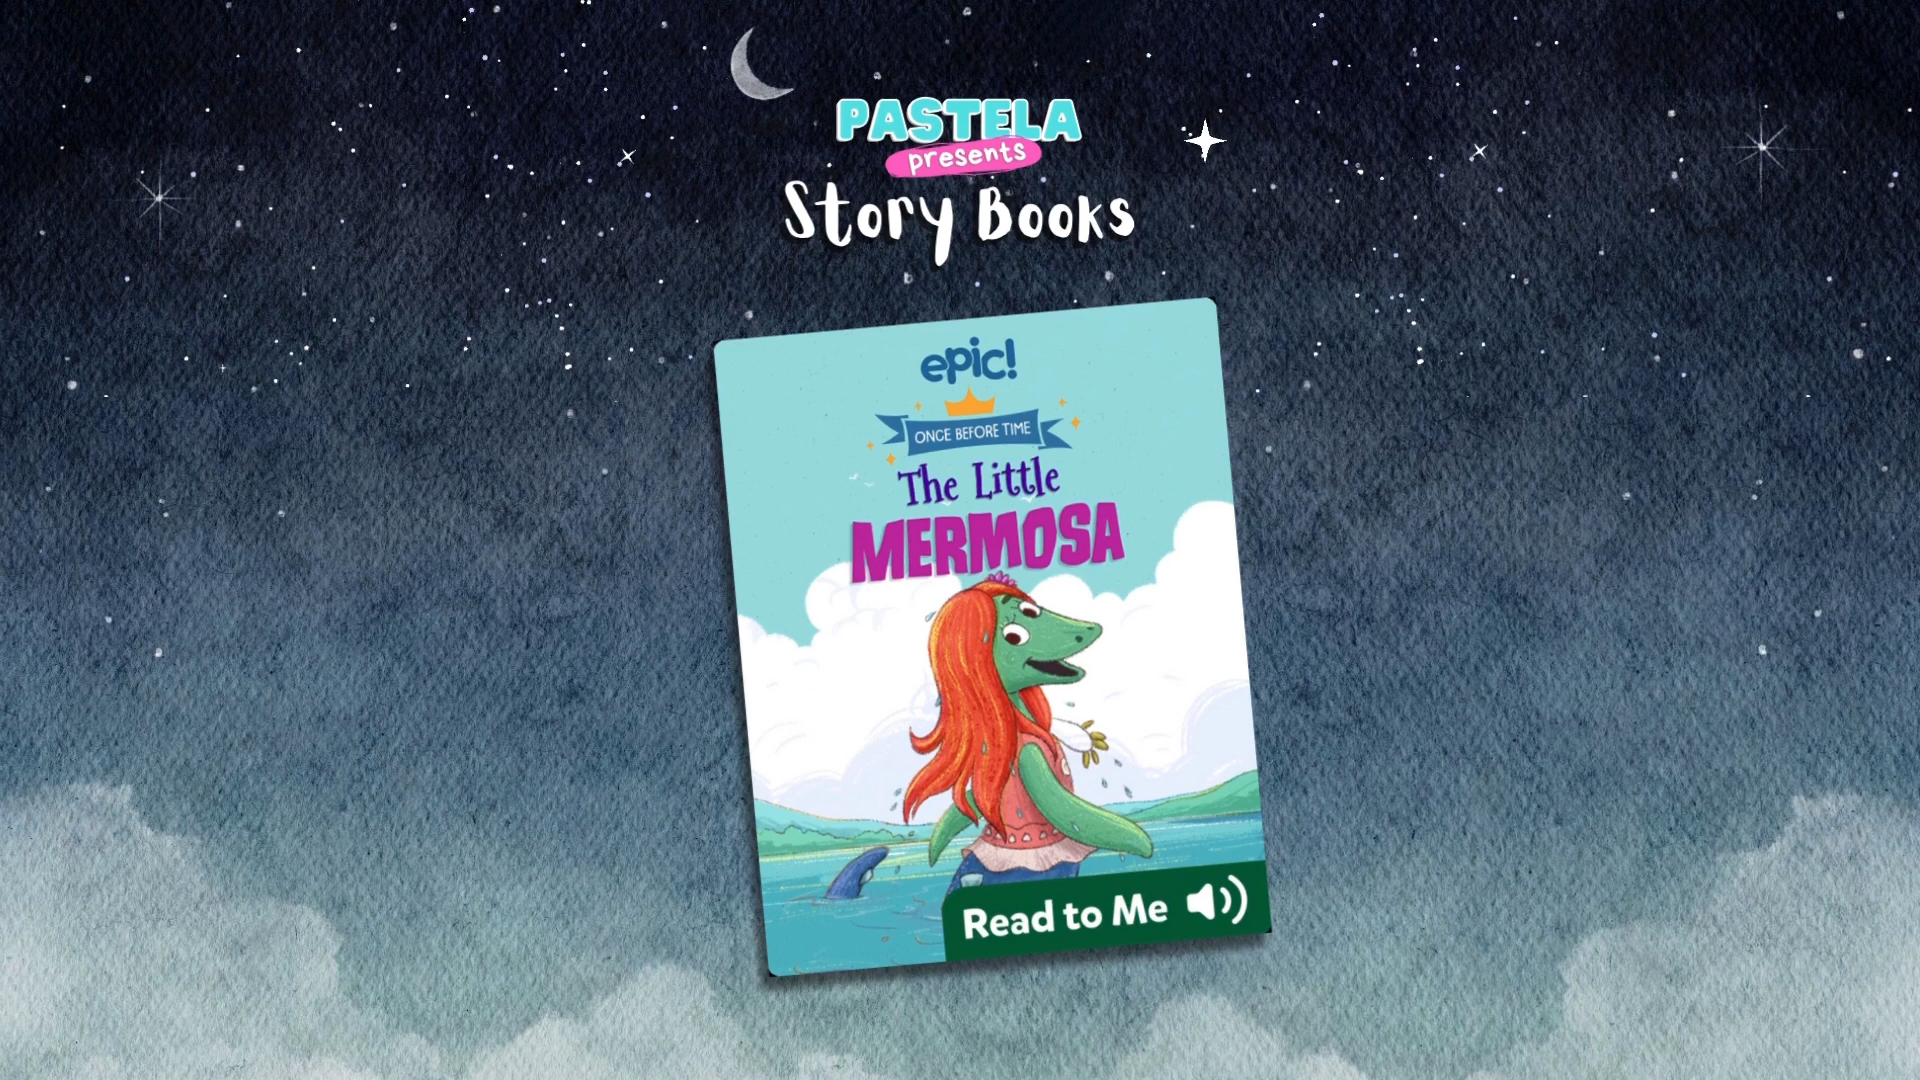 PASTELA
presents
Story Books
epic!
ONCE BEFORE TIME
The Little
MERMOSA
Read to Me